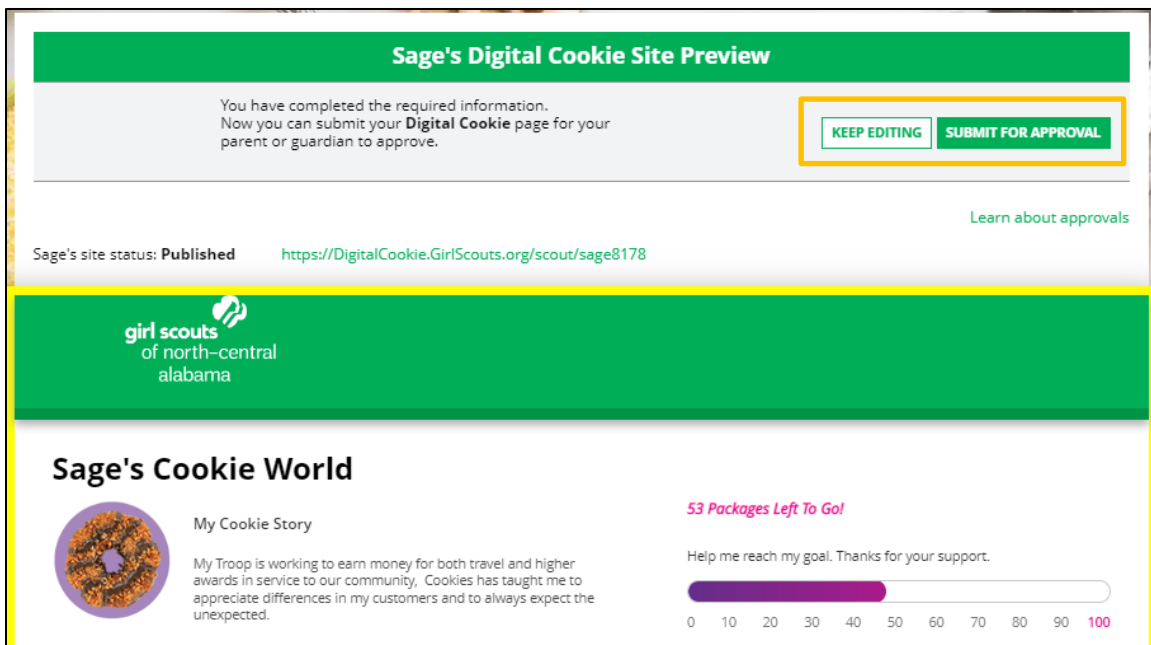 Sage's Digital Cookie Site Preview
You have completed the required information.
Now you can submit your Digital Cookie page for your
parent or guardian to approve.
KEEP EDITING
SUBMIT FOR APPROVAL
Learn about approvals
Sage's site status: Published https://DigitalCookie.GirlScouts.org/scout/sage8178
girl scouts
of north-central
alabama
Sage's Cookie World
My Cookie Story
My Troop is working to earn money for both travel and higher
awards in service to our community, Cookies has taught me to
appreciate differences in my customers and to always expect the
unexpected.
53 Packages Left To Go!
Help me reach my goal. Thanks for your support.
0 10 20 30 40 50 60 70 80 90 100